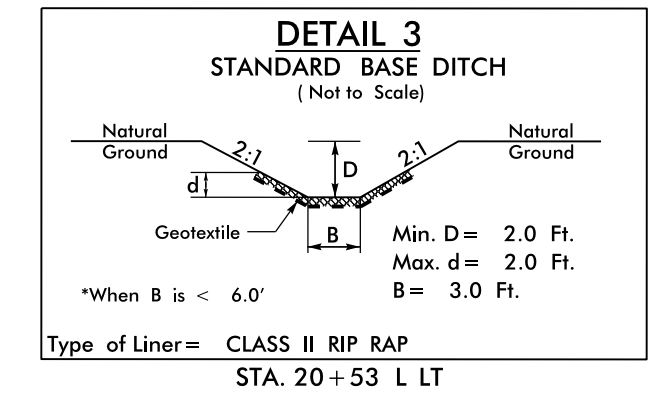 DETAIL 3
STANDARD BASE DITCH
( Not to Scale)
Natural
Ground
2:1
D
2:1
Natural
Ground
d
Geotextile
B
Min. D = 2.0 Ft.
Max. d = 2.0 Ft.
B = 3.0 Ft.
*When B is < 6.0'
Type of Liner = CLASS II RIP RAP
STA. 20+53 L LT